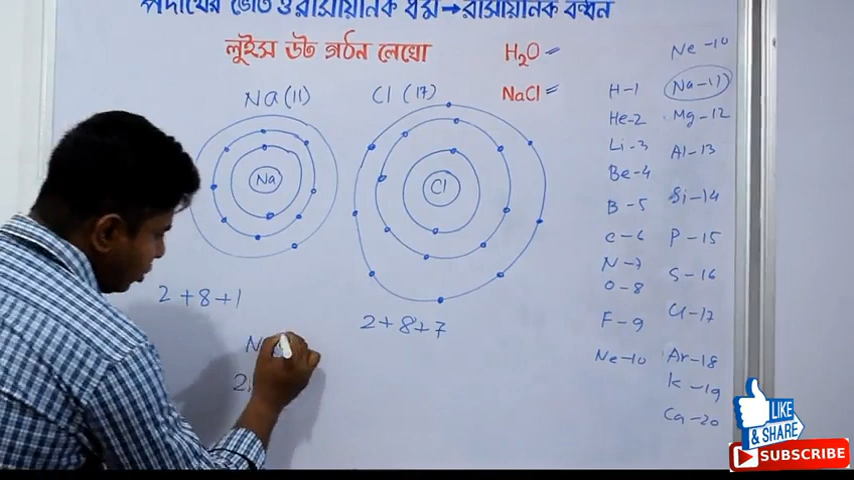 পদার্থের ভৌত ও রাসায়নিক ধর্ম→রাসায়নিক বন্ধন
লুইস ডট গঠন লেখো
H₂O =
NaCl =
Na (11)
Cl (17)
Na
Cl
2+8+1
2+8+7
H-1
He-2
Li-3
Be-4
B-5
C-6
N-7
O-8
F-9
Ne-10
Ne-10
Na-11
Mg-12
Al-13
Si-14
P-15
S-16
Cl-17
Ar-18
K-19
Ca-20
LIKE
& SHARE
SUBSCRIBE